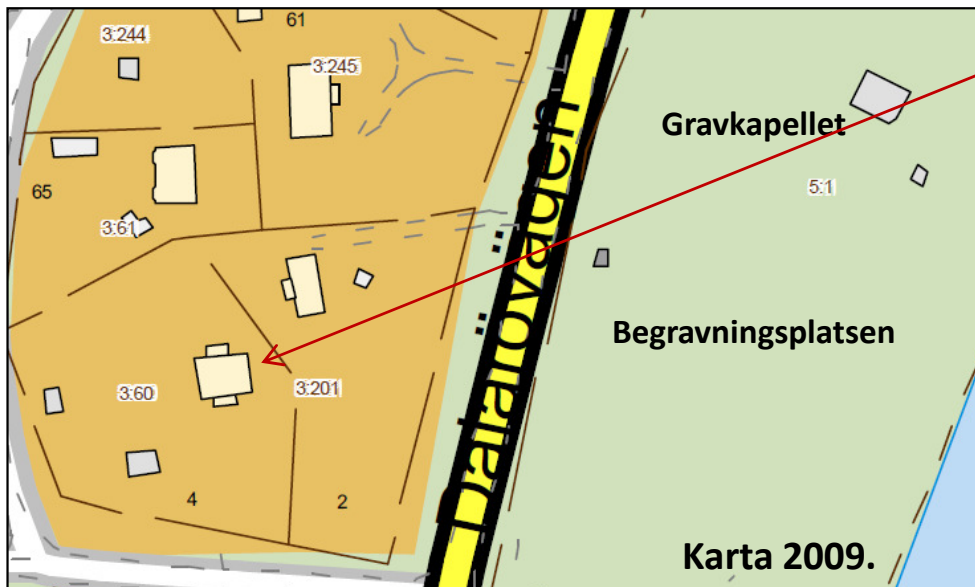 61
3:244
3:245
Gravkapellet
65
5:1
3:61
Dalarövägen
Begravningsplatsen
3:60
3:201
4
2
Karta 2009.